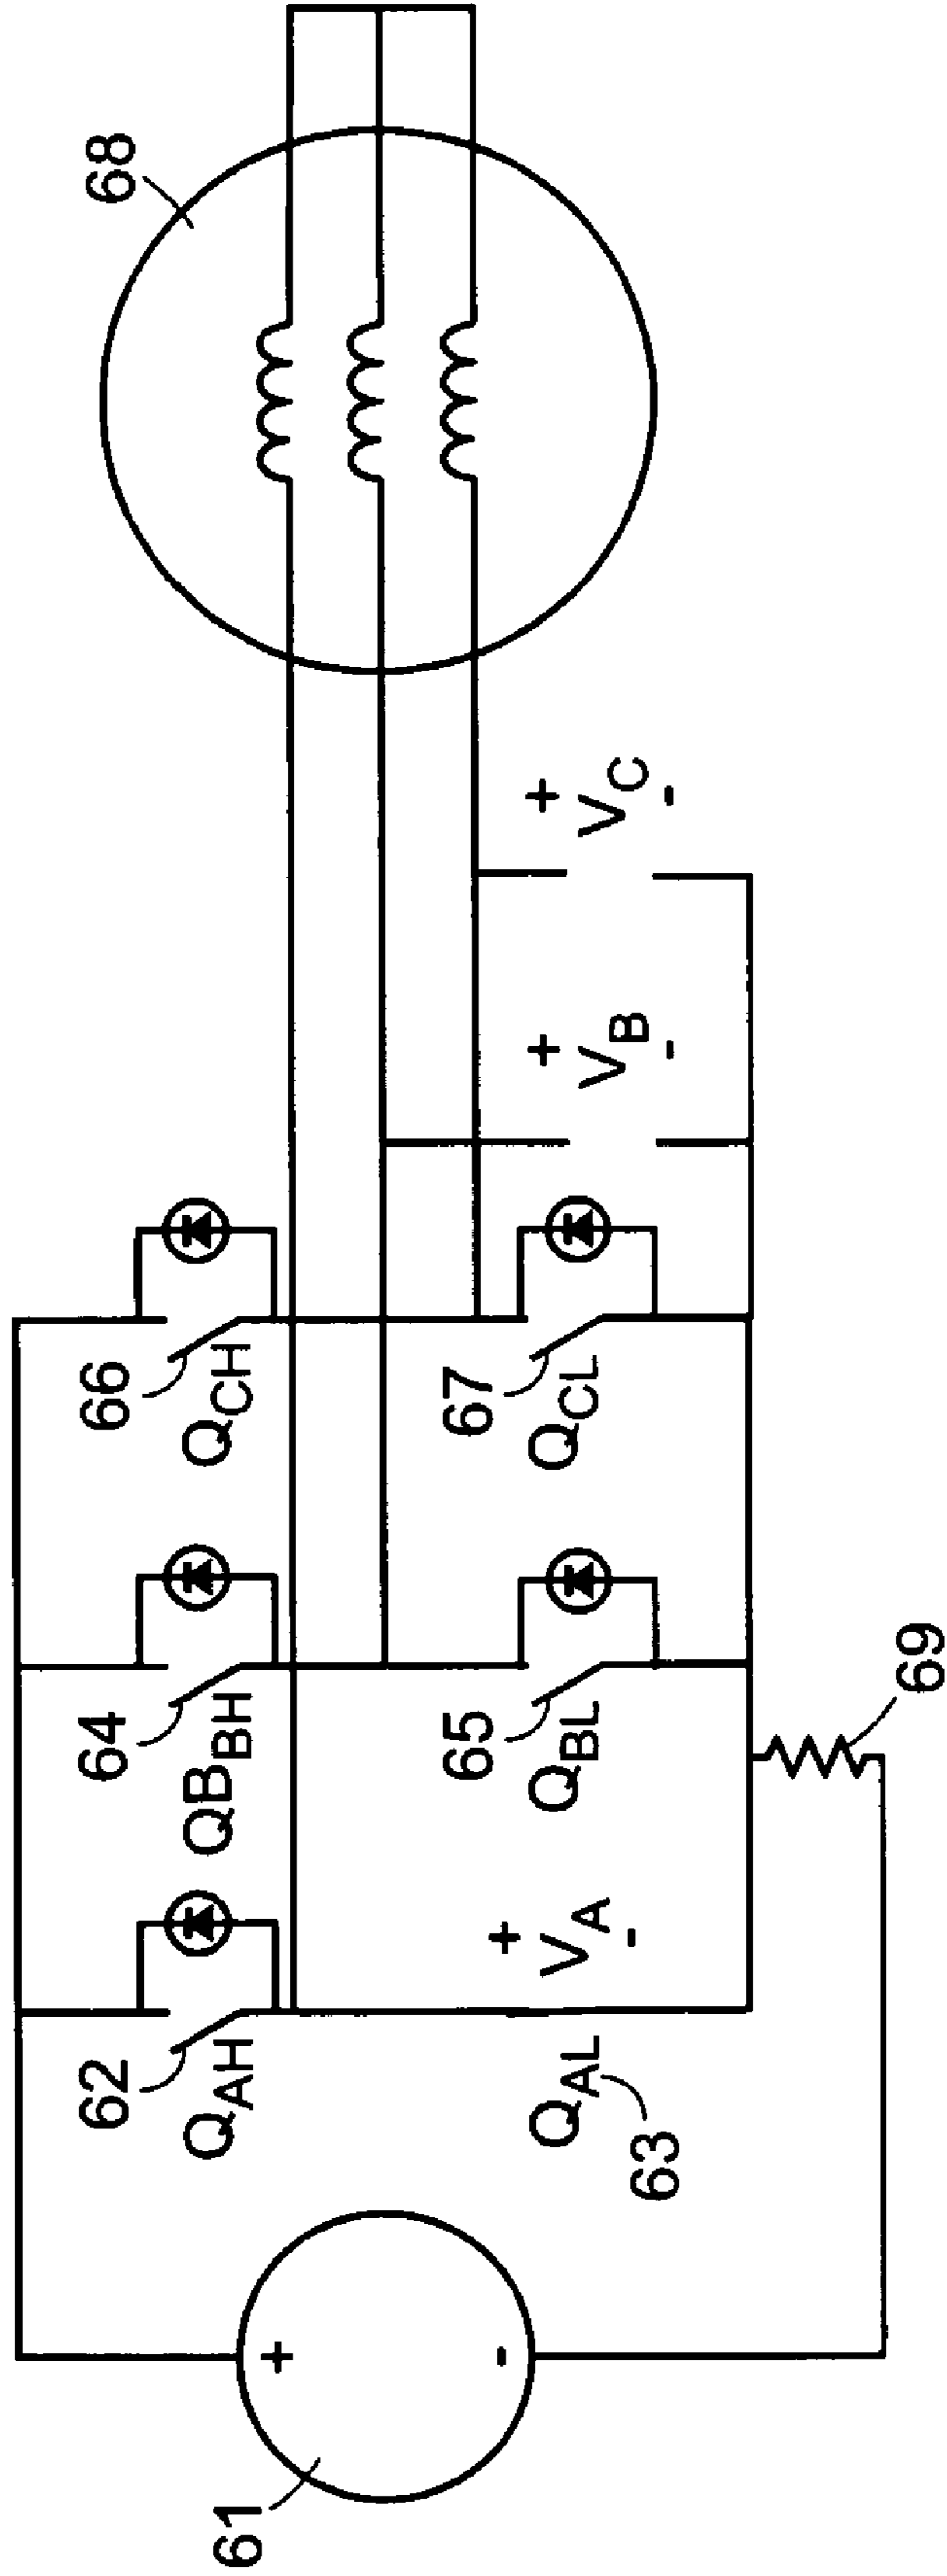 66
64
62
Q_CH
QB_BH
Q_AH
68
61
+
-
67
65
Q_CL
Q_BL
Q_AL
63
+
V_A
-
+
V_B
-
+
V_C
-
69